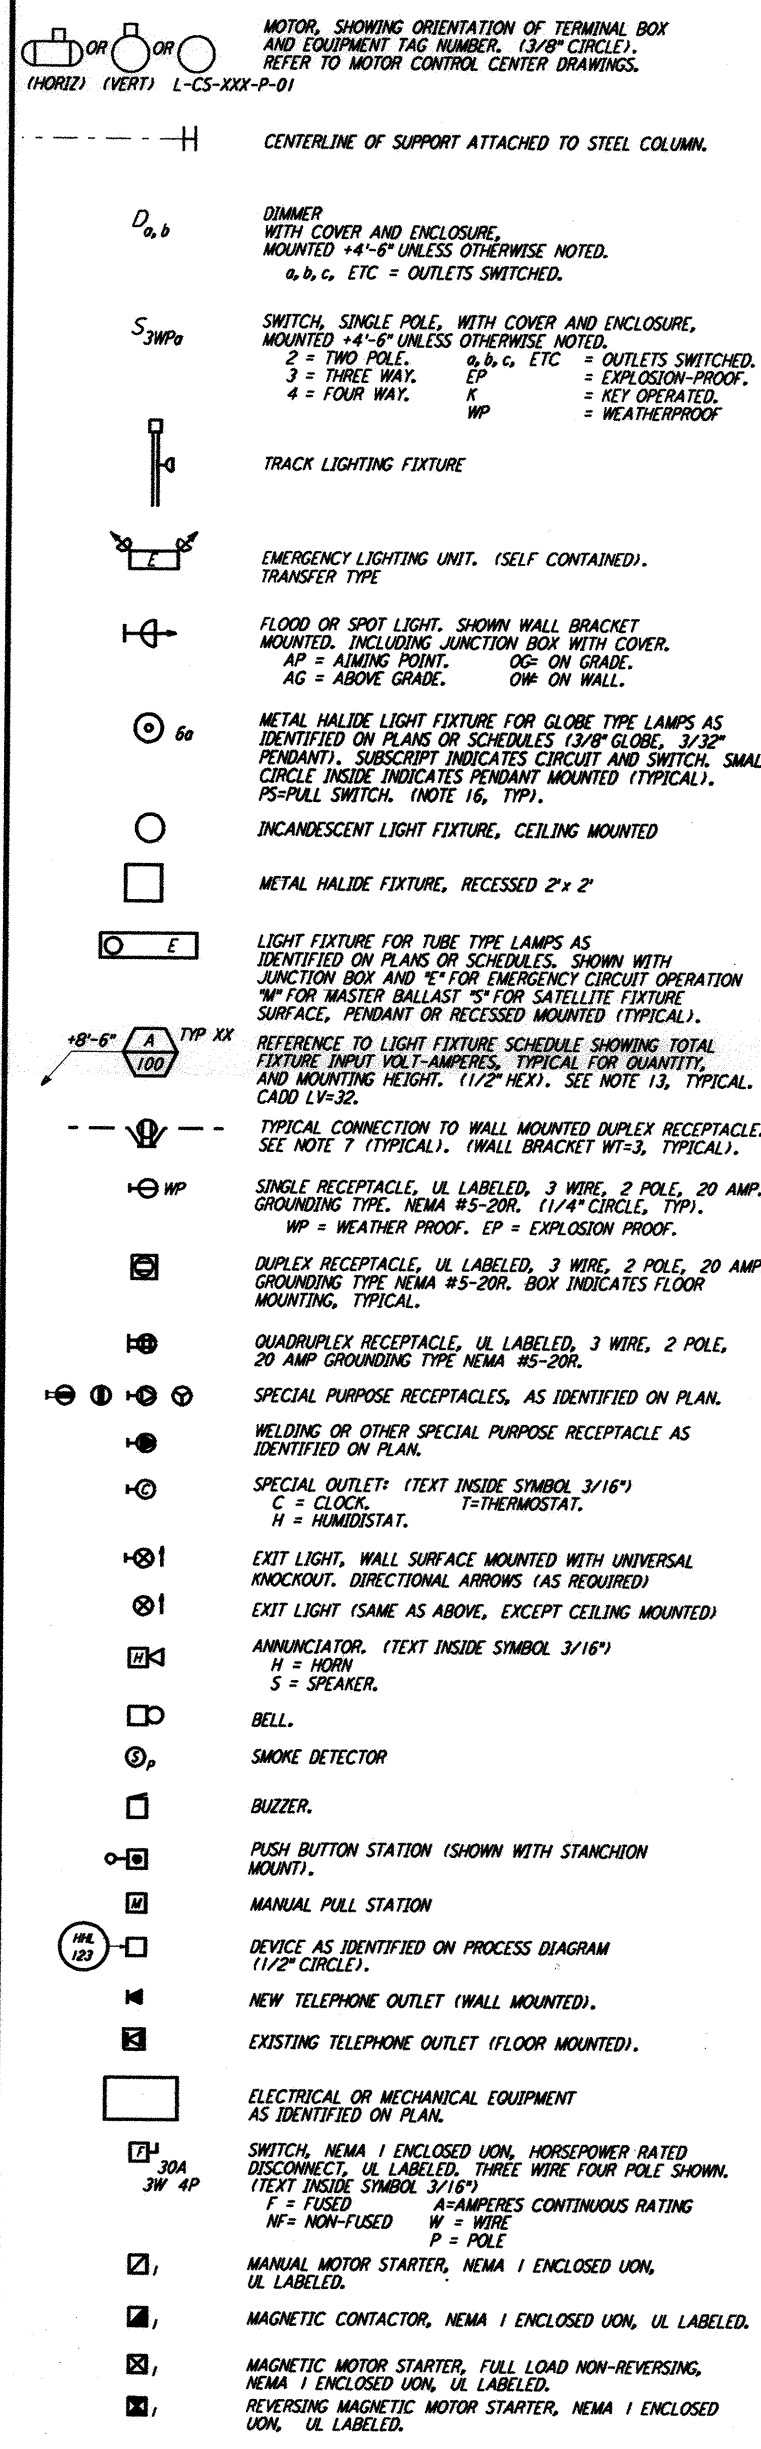 OR OR
(HORIZ) (VERT) L-CS-XXX-P-01
MOTOR, SHOWING ORIENTATION OF TERMINAL BOX
AND EQUIPMENT TAG NUMBER. (3/8" CIRCLE).
REFER TO MOTOR CONTROL CENTER DRAWINGS.
CENTERLINE OF SUPPORT ATTACHED TO STEEL COLUMN.
D a, b
DIMMER
WITH COVER AND ENCLOSURE,
MOUNTED +4'-6" UNLESS OTHERWISE NOTED.
a, b, c, ETC = OUTLETS SWITCHED.
S 3WPa
SWITCH, SINGLE POLE, WITH COVER AND ENCLOSURE,
MOUNTED +4'-6" UNLESS OTHERWISE NOTED.
2 = TWO POLE. a, b, c, ETC = OUTLETS SWITCHED.
3 = THREE WAY. EP = EXPLOSION-PROOF.
4 = FOUR WAY. K = KEY OPERATED.
WP = WEATHERPROOF
TRACK LIGHTING FIXTURE
E
EMERGENCY LIGHTING UNIT. (SELF CONTAINED).
TRANSFER TYPE
FLOOD OR SPOT LIGHT. SHOWN WALL BRACKET
MOUNTED. INCLUDING JUNCTION BOX WITH COVER.
AP = AIMING POINT. OG= ON GRADE.
AG = ABOVE GRADE. OW= ON WALL.
6a
METAL HALIDE LIGHT FIXTURE FOR GLOBE TYPE LAMPS AS
IDENTIFIED ON PLANS OR SCHEDULES (3/8" GLOBE, 3/32"
PENDANT). SUBSCRIPT INDICATES CIRCUIT AND SWITCH. SMAL
CIRCLE INSIDE INDICATES PENDANT MOUNTED (TYPICAL).
PS=PULL SWITCH. (NOTE 16, TYP).
INCANDESCENT LIGHT FIXTURE, CEILING MOUNTED
METAL HALIDE FIXTURE, RECESSED 2'x 2'
E
LIGHT FIXTURE FOR TUBE TYPE LAMPS AS
IDENTIFIED ON PLANS OR SCHEDULES. SHOWN WITH
JUNCTION BOX AND "E" FOR EMERGENCY CIRCUIT OPERATION
"M" FOR MASTER BALLAST "S" FOR SATELLITE FIXTURE
SURFACE, PENDANT OR RECESSED MOUNTED (TYPICAL).
+8'-6" A TYP XX
100
REFERENCE TO LIGHT FIXTURE SCHEDULE SHOWING TOTAL
FIXTURE INPUT VOLT-AMPERES, TYPICAL FOR QUANTITY,
AND MOUNTING HEIGHT. (1/2" HEX). SEE NOTE 13, TYPICAL.
CADD LV=32.
TYPICAL CONNECTION TO WALL MOUNTED DUPLEX RECEPTACLE.
SEE NOTE 7 (TYPICAL). (WALL BRACKET WT=3, TYPICAL).
WP
SINGLE RECEPTACLE, UL LABELED, 3 WIRE, 2 POLE, 20 AMP.
GROUNDING TYPE. NEMA #5-20R. (1/4" CIRCLE, TYP).
WP = WEATHER PROOF. EP = EXPLOSION PROOF.
DUPLEX RECEPTACLE, UL LABELED, 3 WIRE, 2 POLE, 20 AMP
GROUNDING TYPE NEMA #5-20R. BOX INDICATES FLOOR
MOUNTING, TYPICAL.
QUADRUPLEX RECEPTACLE, UL LABELED, 3 WIRE, 2 POLE,
20 AMP GROUNDING TYPE NEMA #5-20R.
SPECIAL PURPOSE RECEPTACLES, AS IDENTIFIED ON PLAN.
WELDING OR OTHER SPECIAL PURPOSE RECEPTACLE AS
IDENTIFIED ON PLAN.
C
SPECIAL OUTLET: (TEXT INSIDE SYMBOL 3/16")
C = CLOCK. T=THERMOSTAT.
H = HUMIDISTAT.
EXIT LIGHT, WALL SURFACE MOUNTED WITH UNIVERSAL
KNOCKOUT. DIRECTIONAL ARROWS (AS REQUIRED)
EXIT LIGHT (SAME AS ABOVE, EXCEPT CEILING MOUNTED)
H
ANNUNCIATOR. (TEXT INSIDE SYMBOL 3/16")
H = HORN
S = SPEAKER.
BELL.
S P
SMOKE DETECTOR
BUZZER.
PUSH BUTTON STATION (SHOWN WITH STANCHION
MOUNT).
M
MANUAL PULL STATION
HHL
123
DEVICE AS IDENTIFIED ON PROCESS DIAGRAM
(1/2" CIRCLE).
NEW TELEPHONE OUTLET (WALL MOUNTED).
EXISTING TELEPHONE OUTLET (FLOOR MOUNTED).
ELECTRICAL OR MECHANICAL EQUIPMENT
AS IDENTIFIED ON PLAN.
F
30A
3W 4P
SWITCH, NEMA 1 ENCLOSED UON, HORSEPOWER RATED
DISCONNECT, UL LABELED. THREE WIRE FOUR POLE SHOWN.
(TEXT INSIDE SYMBOL 3/16")
F = FUSED A=AMPERES CONTINUOUS RATING
NF= NON-FUSED W = WIRE
P = POLE
1
MANUAL MOTOR STARTER, NEMA 1 ENCLOSED UON,
UL LABELED.
1
MAGNETIC CONTACTOR, NEMA 1 ENCLOSED UON, UL LABELED.
1
MAGNETIC MOTOR STARTER, FULL LOAD NON-REVERSING,
NEMA 1 ENCLOSED UON, UL LABELED.
1
REVERSING MAGNETIC MOTOR STARTER, NEMA 1 ENCLOSED
UON, UL LABELED.